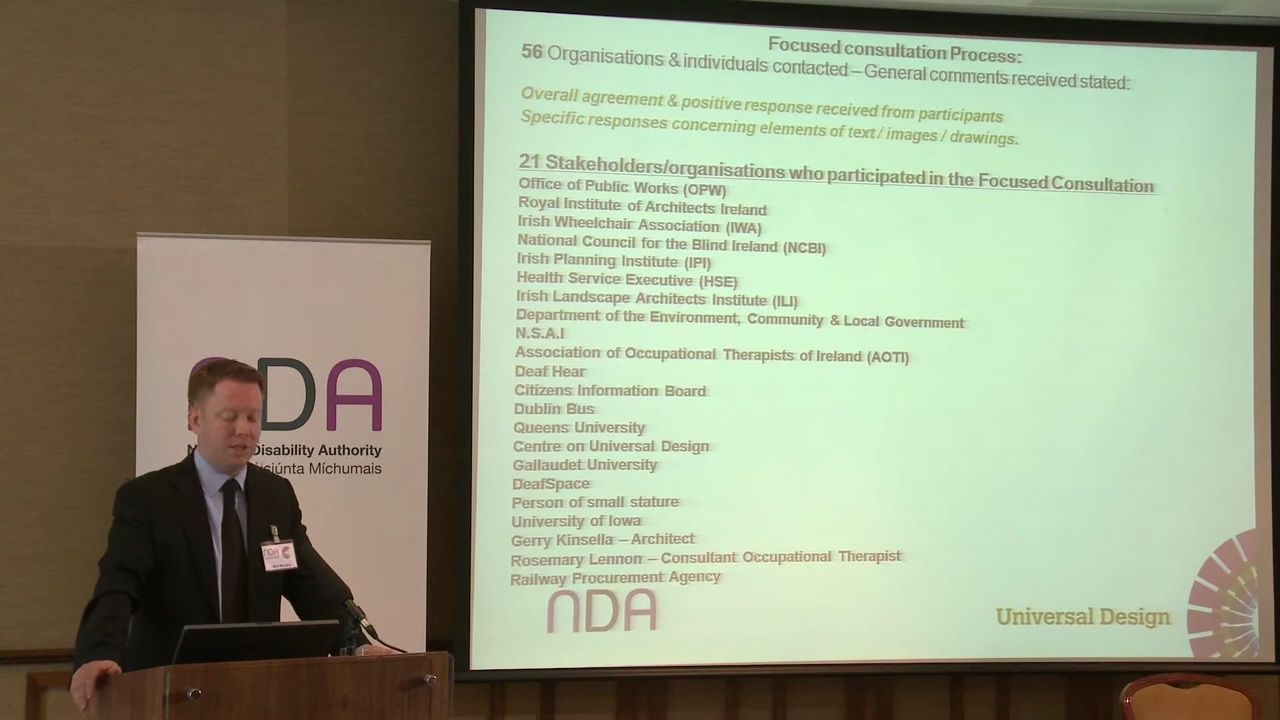 Focused consultation Process:
56 Organisations & individuals contacted – General comments received stated:
Overall agreement & positive response received from participants
Specific responses concerning elements of text / images / drawings.
21 Stakeholders/organisations who participated in the Focused Consultation
Office of Public Works (OPW)
Royal Institute of Architects Ireland
Irish Wheelchair Association (IWA)
National Council for the Blind Ireland (NCBI)
Irish Planning Institute (IPI)
Health Service Executive (HSE)
Irish Landscape Architects Institute (ILI)
Department of the Environment, Community & Local Government
N.S.A.I
Association of Occupational Therapists of Ireland (AOTI)
Deaf Hear
Citizens Information Board
Dublin Bus
Queens University
Centre on Universal Design
Gallaudet University
DeafSpace
Person of small stature
University of Iowa
Gerry Kinsella – Architect
Rosemary Lennon – Consultant Occupational Therapist
Railway Procurement Agency
NDA
Universal Design
DA
Disability Authority
Míchumais
NDA